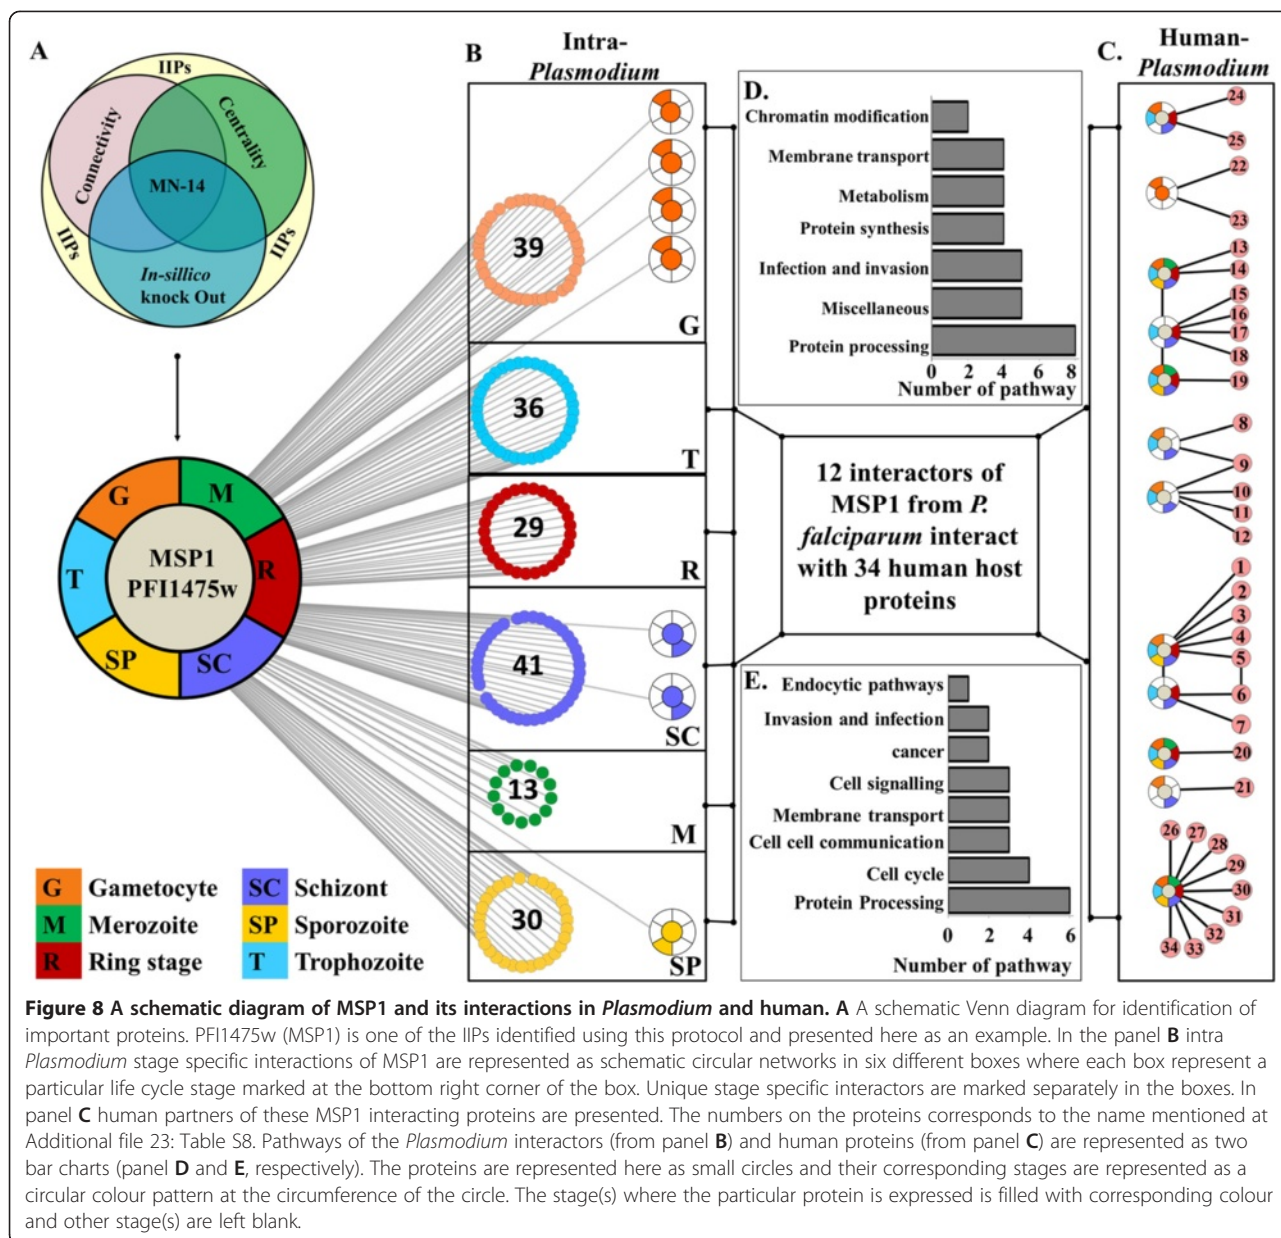 A
IIPs
Connectivity
Centrality
MN-14
IIPs
IIPs
In-sillico
knock Out
G
M
T
R
SP
SC
MSP1
PFI1475w
G Gametocyte
M Merozoite
R Ring stage
SC Schizont
SP Sporozoite
T Trophozoite
B
Intra-
Plasmodium
39
G
36
T
29
R
41
SC
13
M
30
SP
D.
Chromatin modification
Membrane transport
Metabolism
Protein synthesis
Infection and invasion
Miscellaneous
Protein processing
0 2 4 6 8
Number of pathway
12 interactors of
MSP1 from P.
falciparum interact
with 34 human host
proteins
E.
Endocytic pathways
Invasion and infection
cancer
Cell signalling
Membrane transport
Cell cell communication
Cell cycle
Protein Processing
0 2 4 6
Number of pathway
C.
Human-
Plasmodium
24
25
22
23
13
14
15
16
17
18
19
8
9
10
11
12
1
2
3
4
5
6
7
20
21
26
27
28
29
30
31
32
33
34
Figure 8 A schematic diagram of MSP1 and its interactions in Plasmodium and human. A A schematic Venn diagram for identification of
important proteins. PFI1475w (MSP1) is one of the IIPs identified using this protocol and presented here as an example. In the panel B intra
Plasmodium stage specific interactions of MSP1 are represented as schematic circular networks in six different boxes where each box represent a
particular life cycle stage marked at the bottom right corner of the box. Unique stage specific interactors are marked separately in the boxes. In
panel C human partners of these MSP1 interacting proteins are presented. The numbers on the proteins corresponds to the name mentioned at
Additional file 23: Table S8. Pathways of the Plasmodium interactors (from panel B) and human proteins (from panel C) are represented as two
bar charts (panel D and E, respectively). The proteins are represented here as small circles and their corresponding stages are represented as a
circular colour pattern at the circumference of the circle. The stage(s) where the particular protein is expressed is filled with corresponding colour
and other stage(s) are left blank.